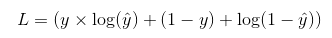 L = (y × log(ŷ) + (1 − y) + log(1 − ŷ))